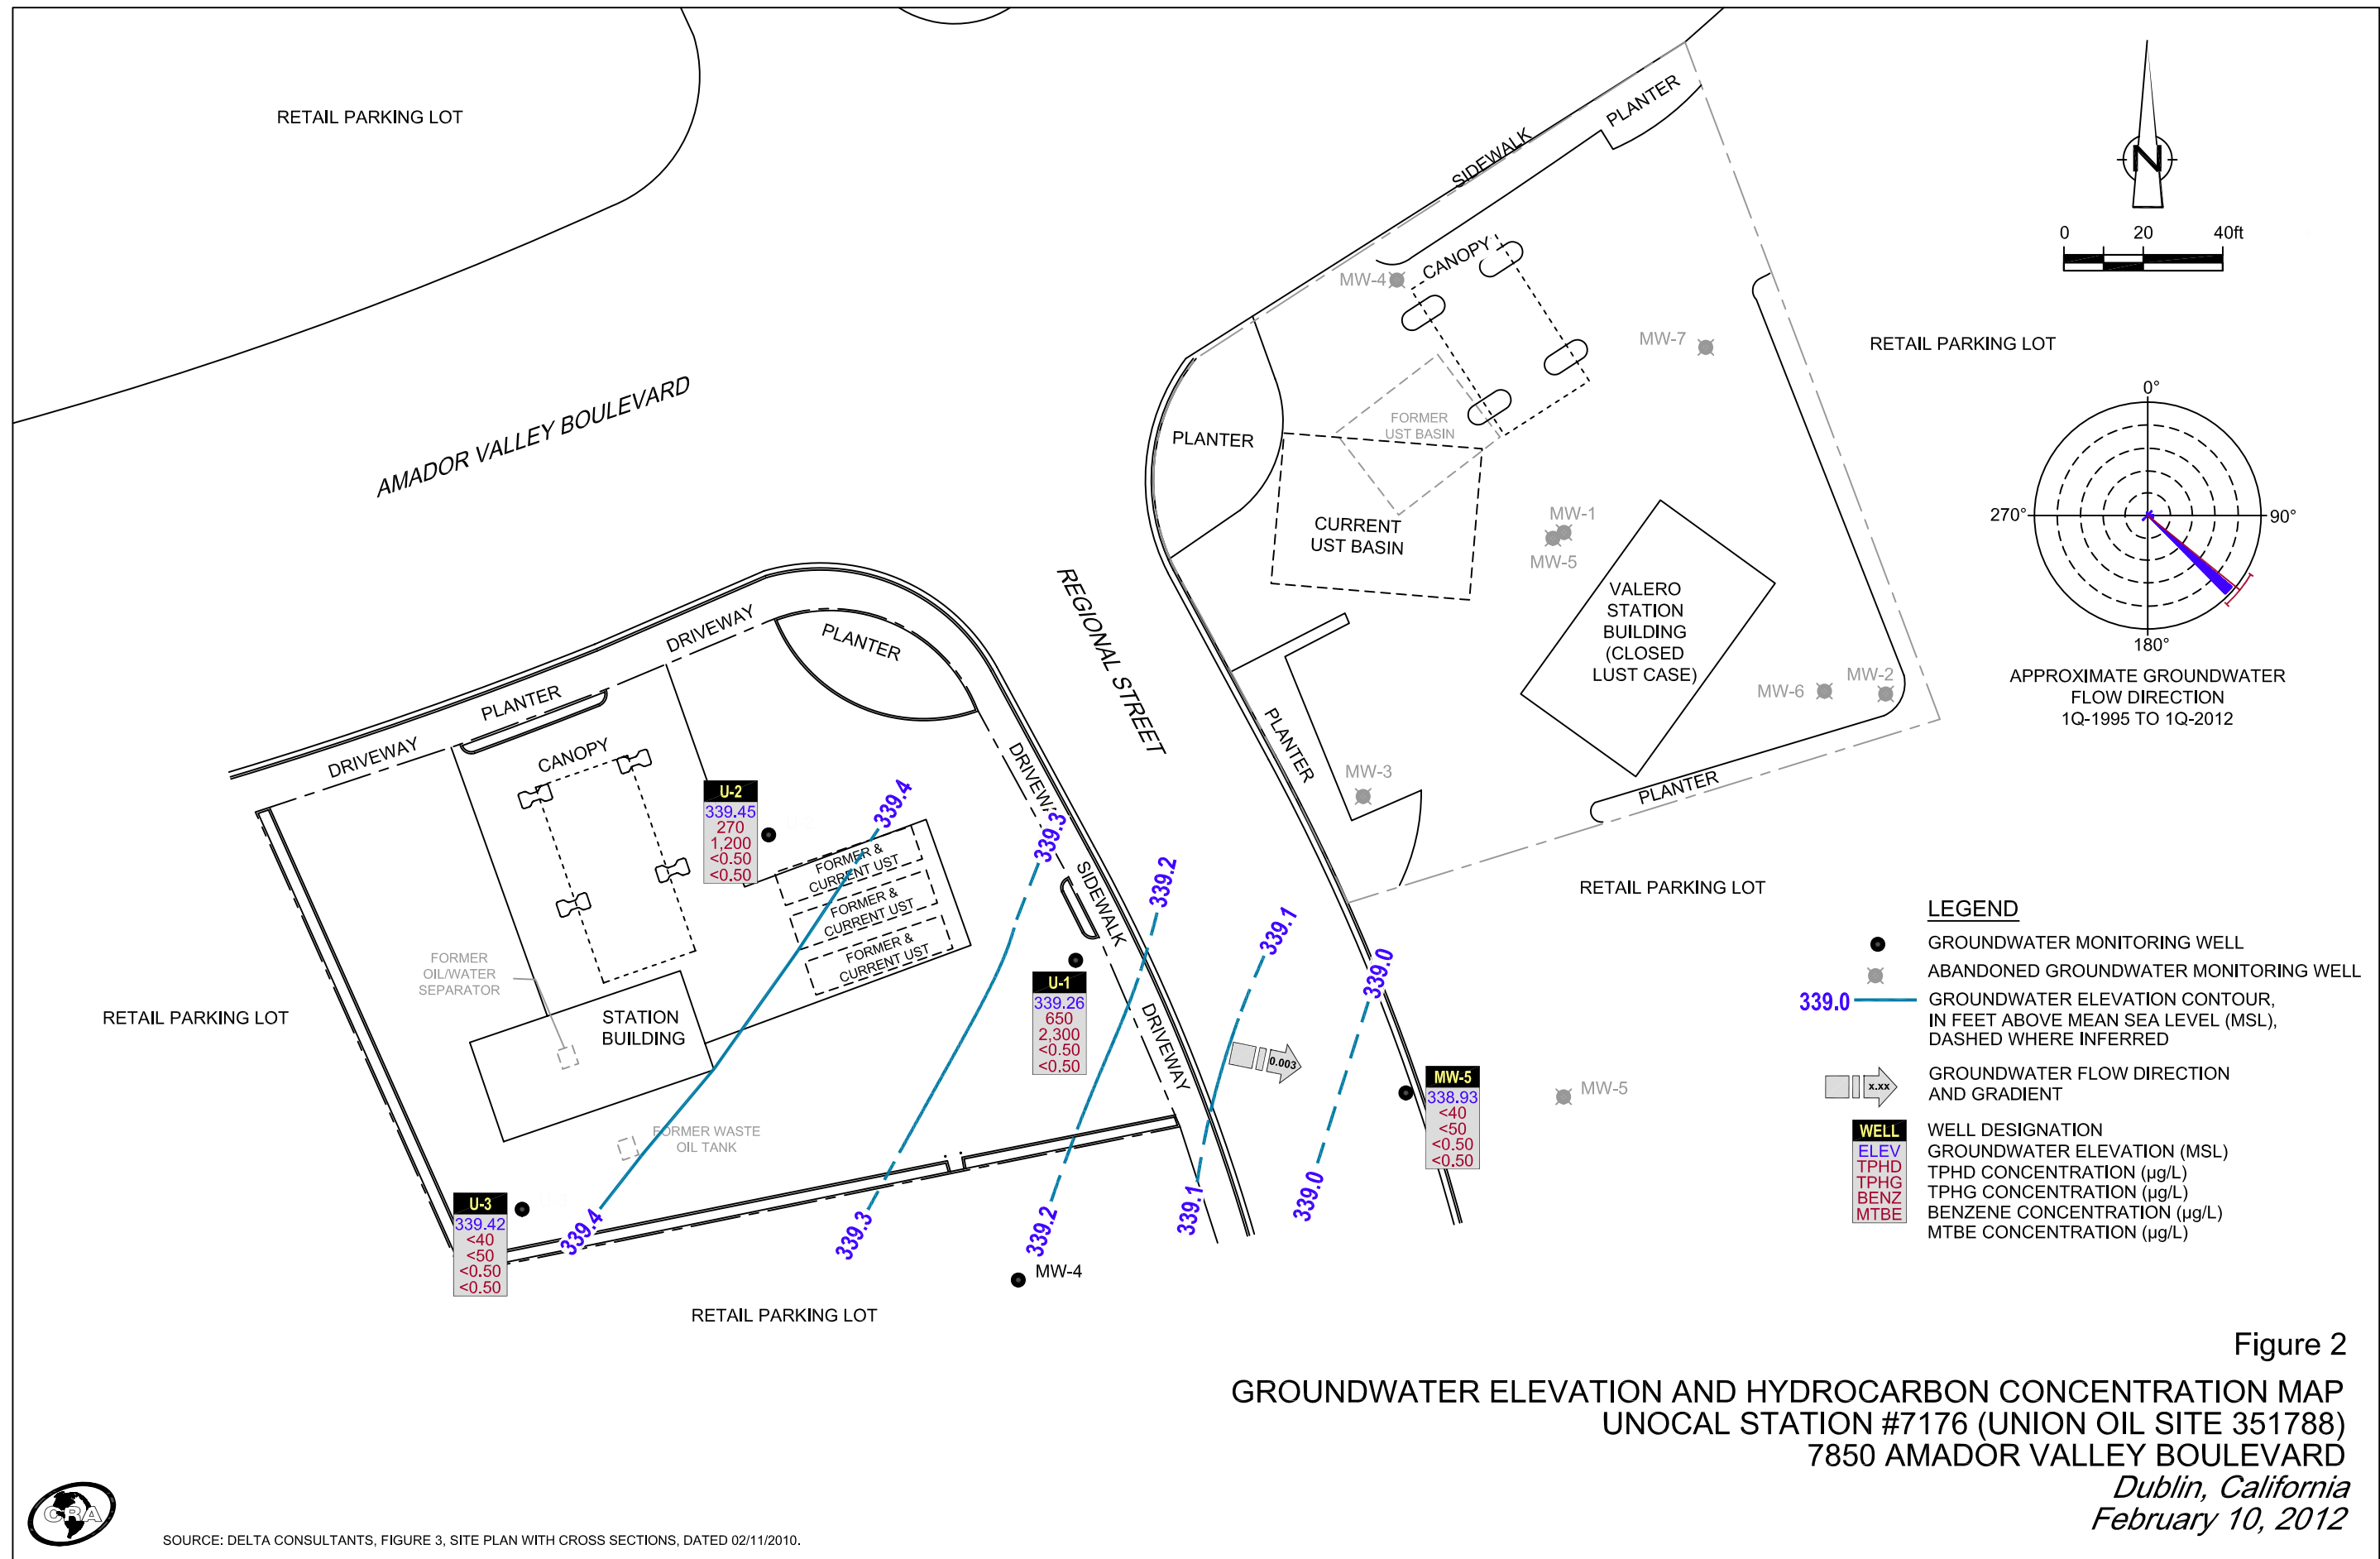 RETAIL PARKING LOT
AMADOR VALLEY BOULEVARD
REGIONAL STREET
SIDEWALK
PLANTER
CANOPY
MW-4
MW-7
FORMER
UST BASIN
PLANTER
CURRENT
UST BASIN
MW-1
MW-5
VALERO
STATION
BUILDING
(CLOSED
LUST CASE)
MW-6
MW-2
MW-3
PLANTER
PLANTER
RETAIL PARKING LOT
N
0 20 40ft
RETAIL PARKING LOT
0°
270°
90°
180°
APPROXIMATE GROUNDWATER
FLOW DIRECTION
1Q-1995 TO 1Q-2012
DRIVEWAY
PLANTER
DRIVEWAY
PLANTER
CANOPY
DRIVEWAY
SIDEWALK
DRIVEWAY
U-2
339.45
270
1,200
<0.50
<0.50
FORMER &
CURRENT UST
FORMER &
CURRENT UST
FORMER &
CURRENT UST
FORMER
OIL/WATER
SEPARATOR
STATION
BUILDING
FORMER WASTE
OIL TANK
RETAIL PARKING LOT
339.4
339.3
339.2
339.1
339.0
U-1
339.26
650
2,300
<0.50
<0.50
0.003
MW-5
338.93
<40
<50
<0.50
<0.50
MW-5
U-3
339.42
<40
<50
<0.50
<0.50
339.4
339.3
339.2
339.1
339.0
MW-4
RETAIL PARKING LOT
LEGEND
GROUNDWATER MONITORING WELL
ABANDONED GROUNDWATER MONITORING WELL
339.0 GROUNDWATER ELEVATION CONTOUR,
IN FEET ABOVE MEAN SEA LEVEL (MSL),
DASHED WHERE INFERRED
x.xx GROUNDWATER FLOW DIRECTION
AND GRADIENT
WELL WELL DESIGNATION
ELEV GROUNDWATER ELEVATION (MSL)
TPHD TPHD CONCENTRATION (µg/L)
TPHG TPHG CONCENTRATION (µg/L)
BENZ BENZENE CONCENTRATION (µg/L)
MTBE MTBE CONCENTRATION (µg/L)
Figure 2
GROUNDWATER ELEVATION AND HYDROCARBON CONCENTRATION MAP
UNOCAL STATION #7176 (UNION OIL SITE 351788)
7850 AMADOR VALLEY BOULEVARD
Dublin, California
February 10, 2012
CRA
SOURCE: DELTA CONSULTANTS, FIGURE 3, SITE PLAN WITH CROSS SECTIONS, DATED 02/11/2010.